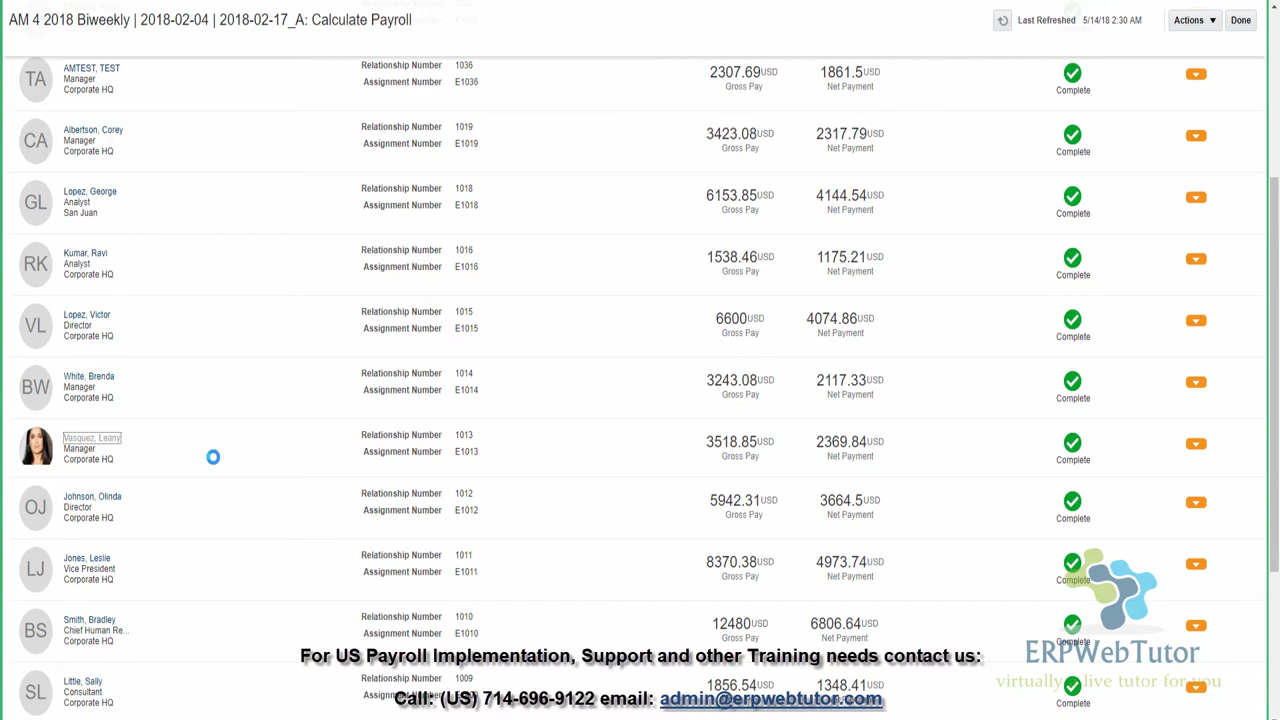 AM 4 2018 Biweekly | 2018-02-04 | 2018-02-17_A: Calculate Payroll
Last Refreshed 5/14/18 2:30 AM
Actions
Done
TA
AMTEST, TEST
Manager
Corporate HQ
Relationship Number 1036
Assignment Number E1036
2307.69USD
Gross Pay
1861.5USD
Net Payment
Complete
CA
Albertson, Corey
Manager
Corporate HQ
Relationship Number 1019
Assignment Number E1019
3423.08USD
Gross Pay
2317.79USD
Net Payment
Complete
GL
Lopez, George
Analyst
San Juan
Relationship Number 1018
Assignment Number E1018
6153.85USD
Gross Pay
4144.54USD
Net Payment
Complete
RK
Kumar, Ravi
Analyst
Corporate HQ
Relationship Number 1016
Assignment Number E1016
1538.46USD
Gross Pay
1175.21USD
Net Payment
Complete
VL
Lopez, Victor
Director
Corporate HQ
Relationship Number 1015
Assignment Number E1015
6600USD
Gross Pay
4074.86USD
Net Payment
Complete
BW
White, Brenda
Manager
Corporate HQ
Relationship Number 1014
Assignment Number E1014
3243.08USD
Gross Pay
2117.33USD
Net Payment
Complete
Vasquez, Leany
Manager
Corporate HQ
Relationship Number 1013
Assignment Number E1013
3518.85USD
Gross Pay
2369.84USD
Net Payment
Complete
OJ
Johnson, Olinda
Director
Corporate HQ
Relationship Number 1012
Assignment Number E1012
5942.31USD
Gross Pay
3664.5USD
Net Payment
Complete
LJ
Jones, Leslie
Vice President
Corporate HQ
Relationship Number 1011
Assignment Number E1011
8370.38USD
Gross Pay
4973.74USD
Net Payment
Complete
BS
Smith, Bradley
Chief Human Re...
Corporate HQ
Relationship Number 1010
Assignment Number E1010
12480USD
Gross Pay
6806.64USD
Net Payment
SL
Little, Sally
Consultant
Corporate HQ
Relationship Number 1009
1856.54USD
1348.41USD
Complete
For US Payroll Implementation, Support and other Training needs contact us:
Call: (US) 714-696-9122 email: admin@erpwebtutor.com
ERPWebTutor
virtually a live tutor for you